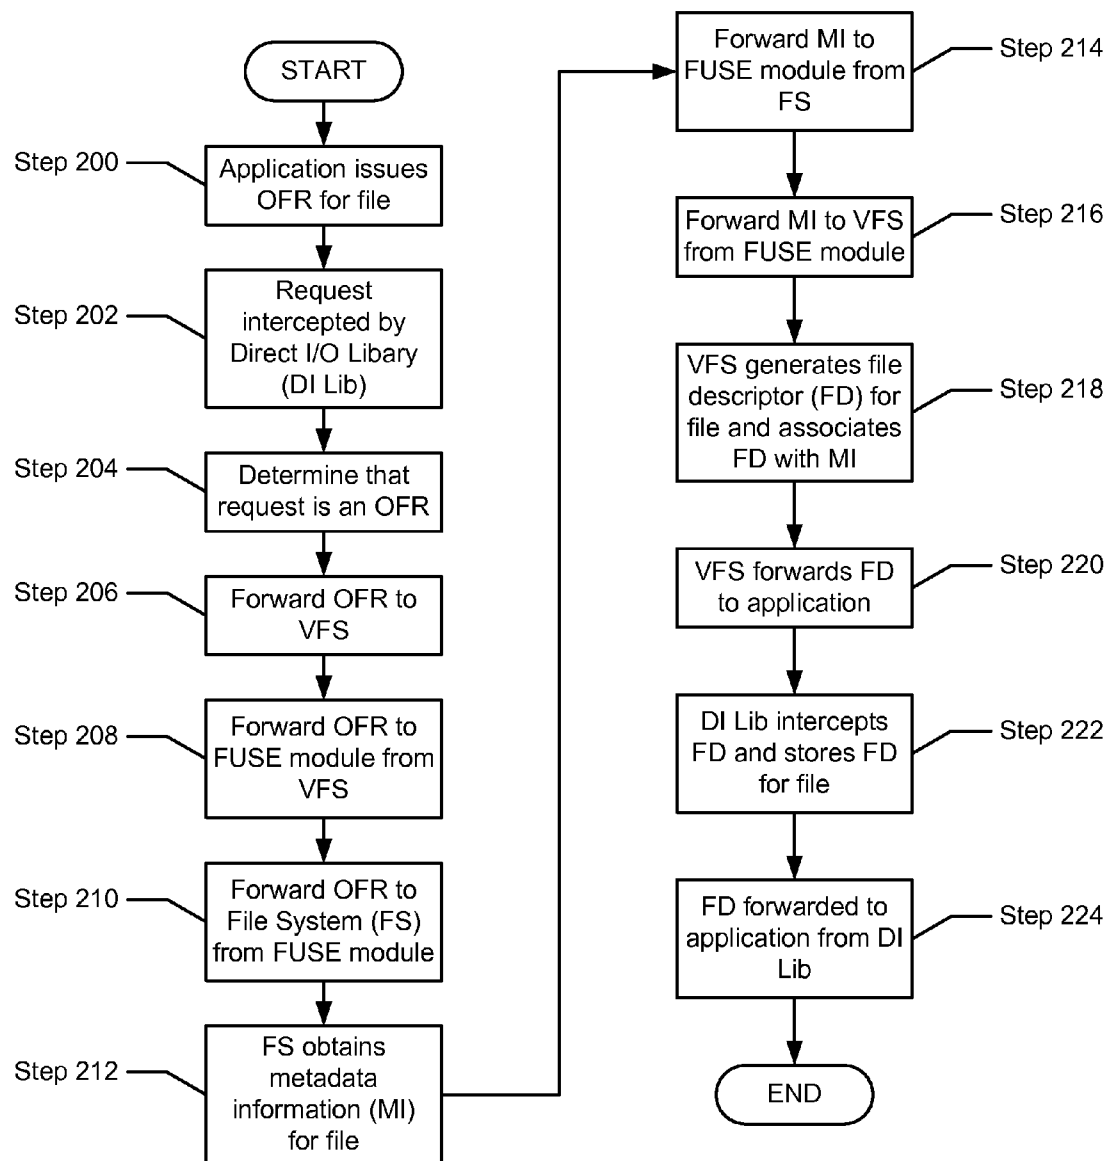 START
Step 200
Application issues
OFR for file
Step 202
Request
intercepted by
Direct I/O Libary
(DI Lib)
Step 204
Determine that
request is an OFR
Step 206
Forward OFR to
VFS
Step 208
Forward OFR to
FUSE module from
VFS
Step 210
Forward OFR to
File System (FS)
from FUSE module
Step 212
FS obtains
metadata
information (MI)
for file
Forward MI to
FUSE module from
FS
Step 214
Forward MI to VFS
from FUSE module
Step 216
VFS generates file
descriptor (FD) for
file and associates
FD with MI
Step 218
VFS forwards FD
to application
Step 220
DI Lib intercepts
FD and stores FD
for file
Step 222
FD forwarded to
application from DI
Lib
Step 224
END